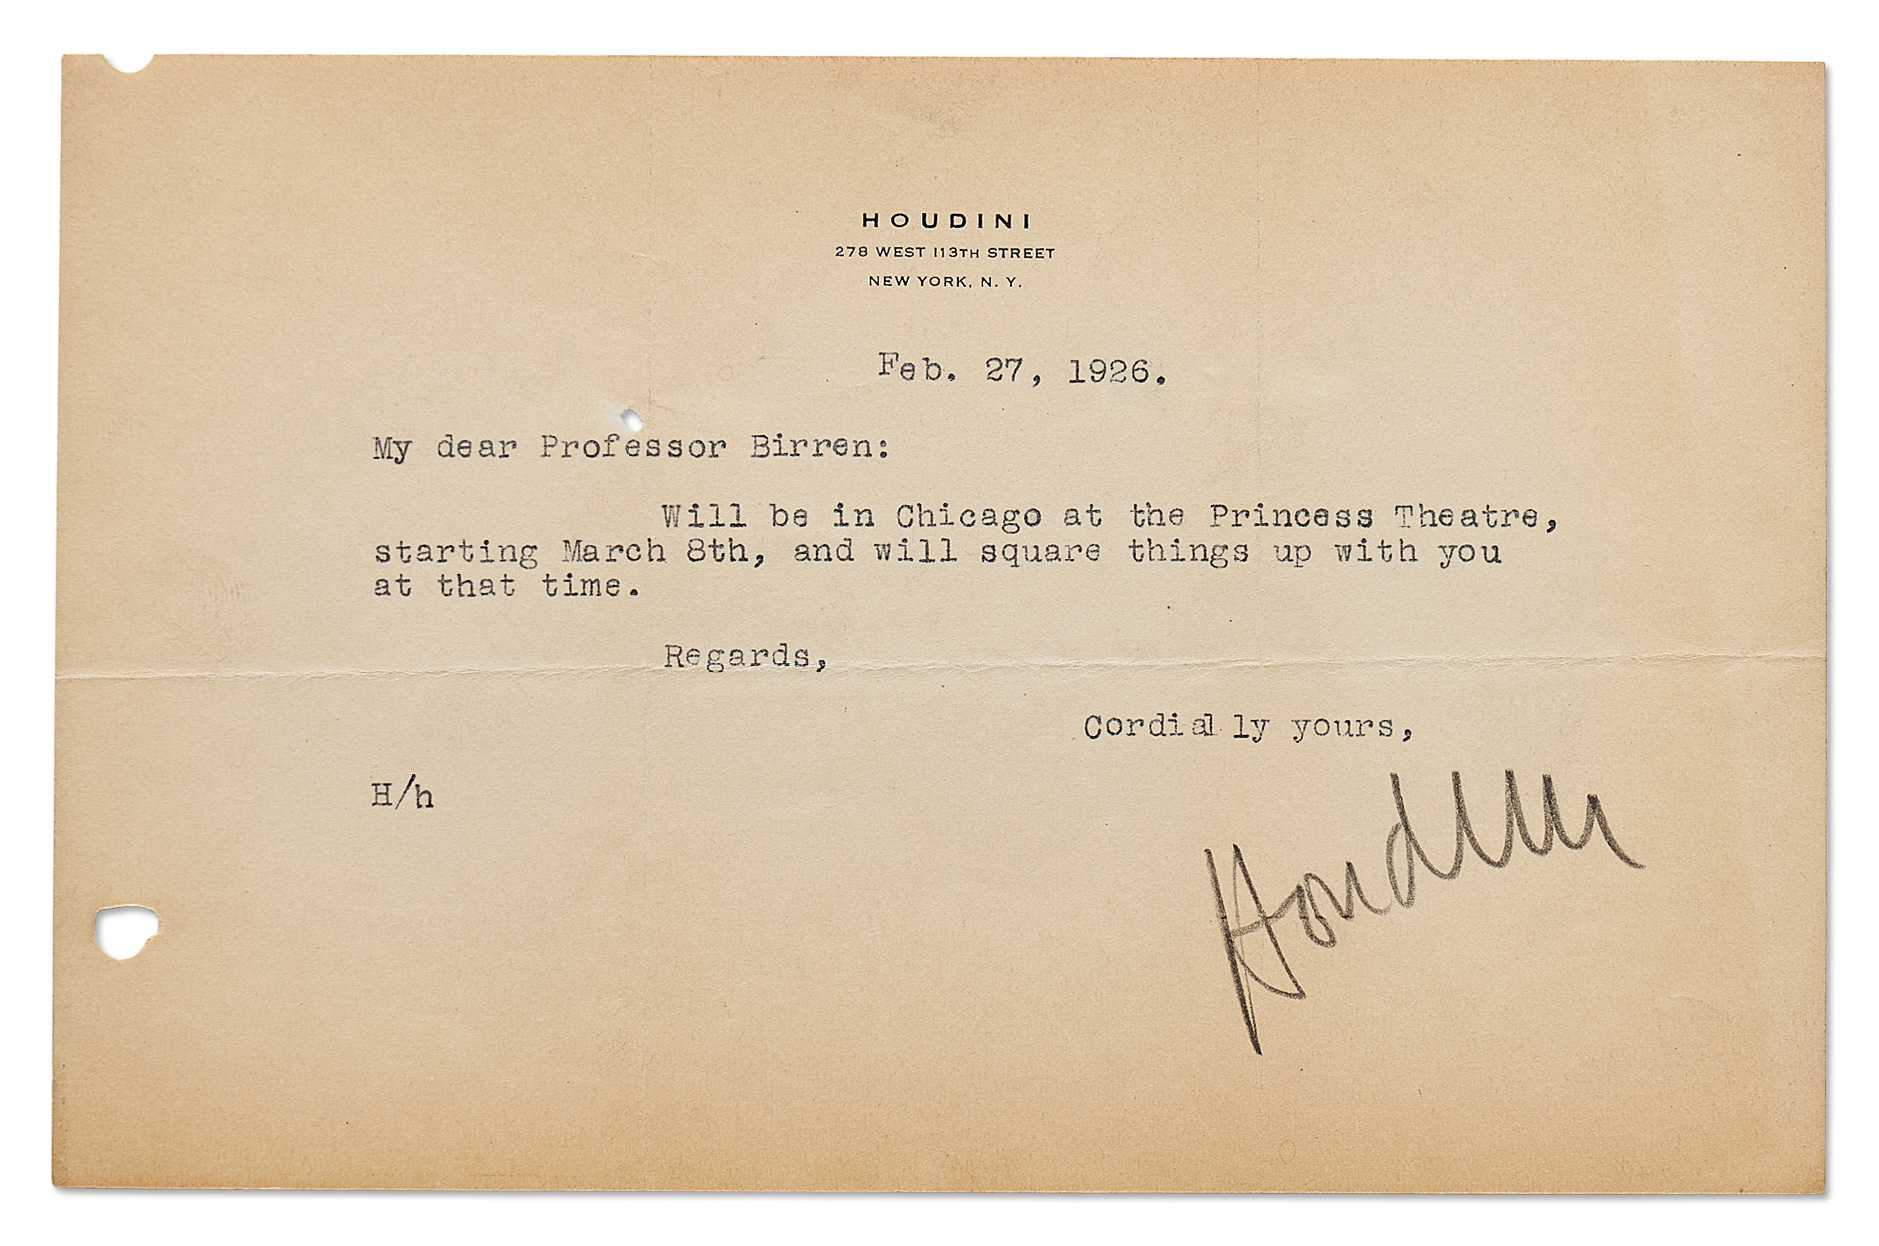 HOUDINI
278 WEST 113TH STREET
NEW YORK, N. Y.
Feb. 27, 1926.
My dear Professor Birren:
Will be in Chicago at the Princess Theatre,
starting March 8th, and will square things up with you
at that time.
Regards,
Cordially yours,
H/h
Houdini